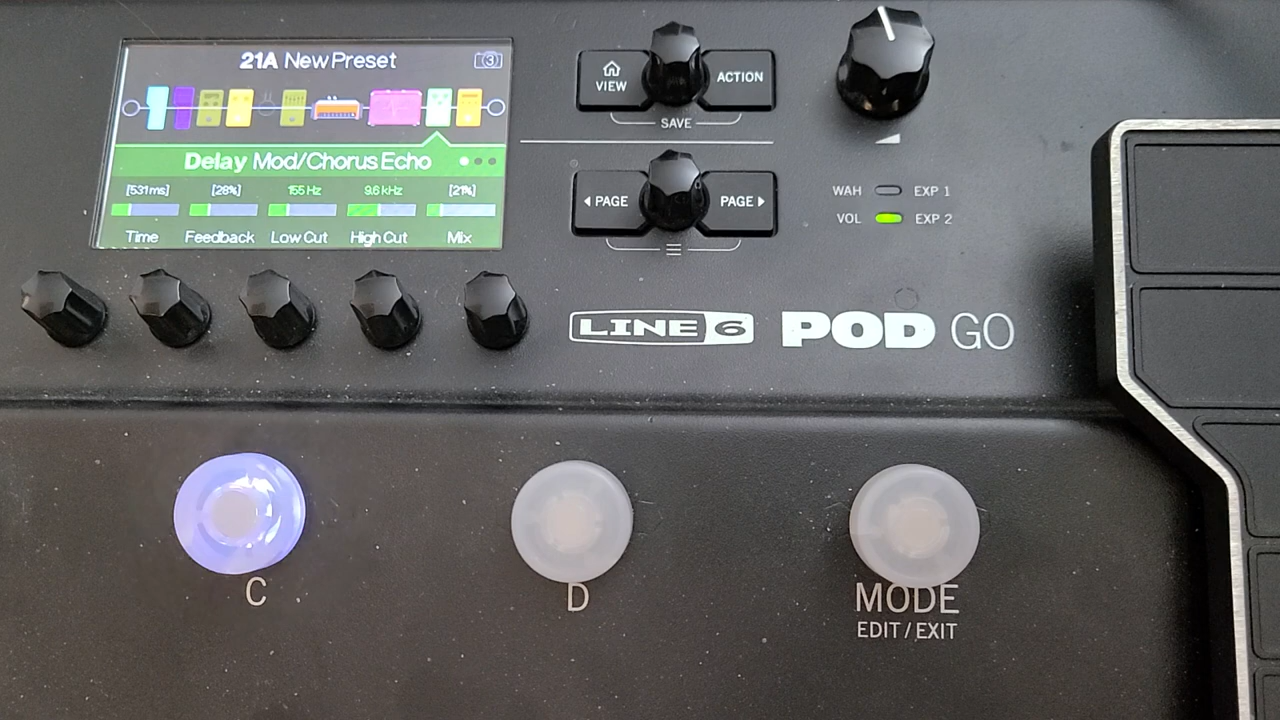 21A New Preset
3
Delay Mod/Chorus Echo
[531 ms] [28%] 155 Hz 9.6 kHz [21%]
Time Feedback Low Cut High Cut Mix
VIEW
ACTION
SAVE
PAGE
PAGE
WAH EXP 1
VOL EXP 2
LINE 6 POD GO
C
D
MODE
EDIT / EXIT